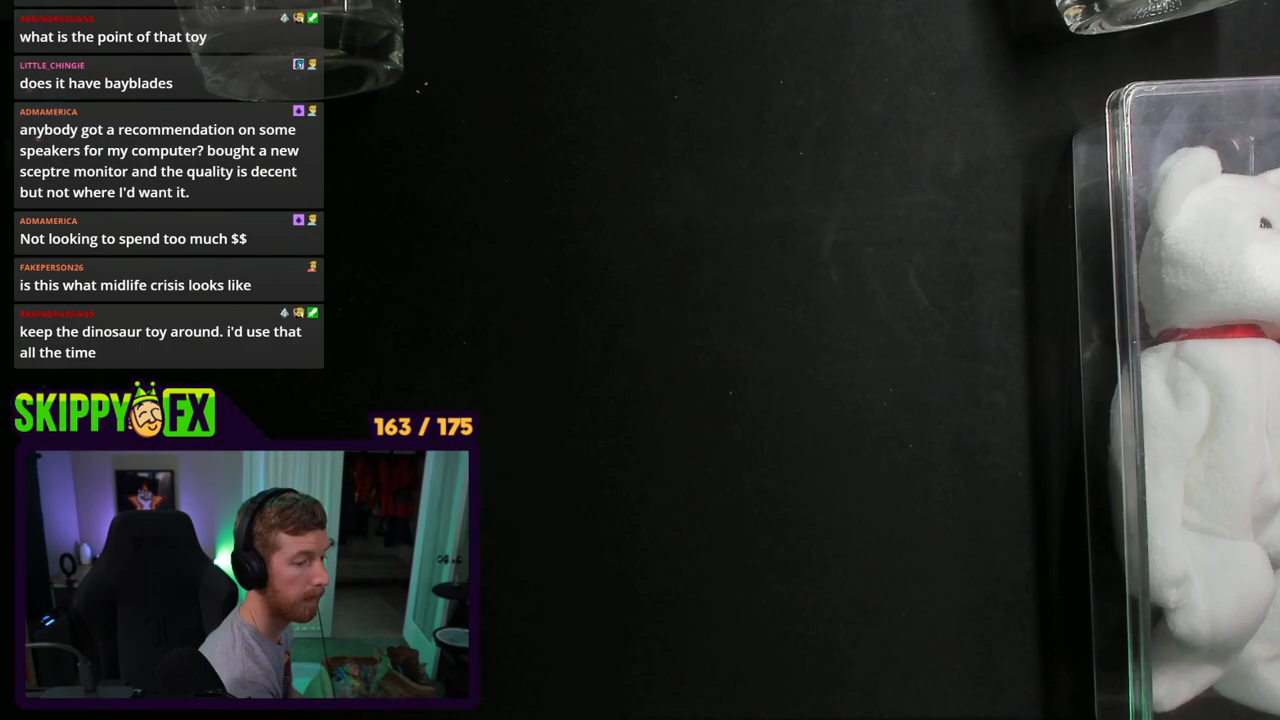 RAGINGRUSSIANS
what is the point of that toy
LITTLE_CHINGIE
does it have bayblades
ADMAMERICA
anybody got a recommendation on some
speakers for my computer? bought a new
sceptre monitor and the quality is decent
but not where I'd want it.
ADMAMERICA
Not looking to spend too much $$
FAKEPERSON26
is this what midlife crisis looks like
RAGINGRUSSIANS
keep the dinosaur toy around. i'd use that
all the time
SKIPPY FX
163 / 175